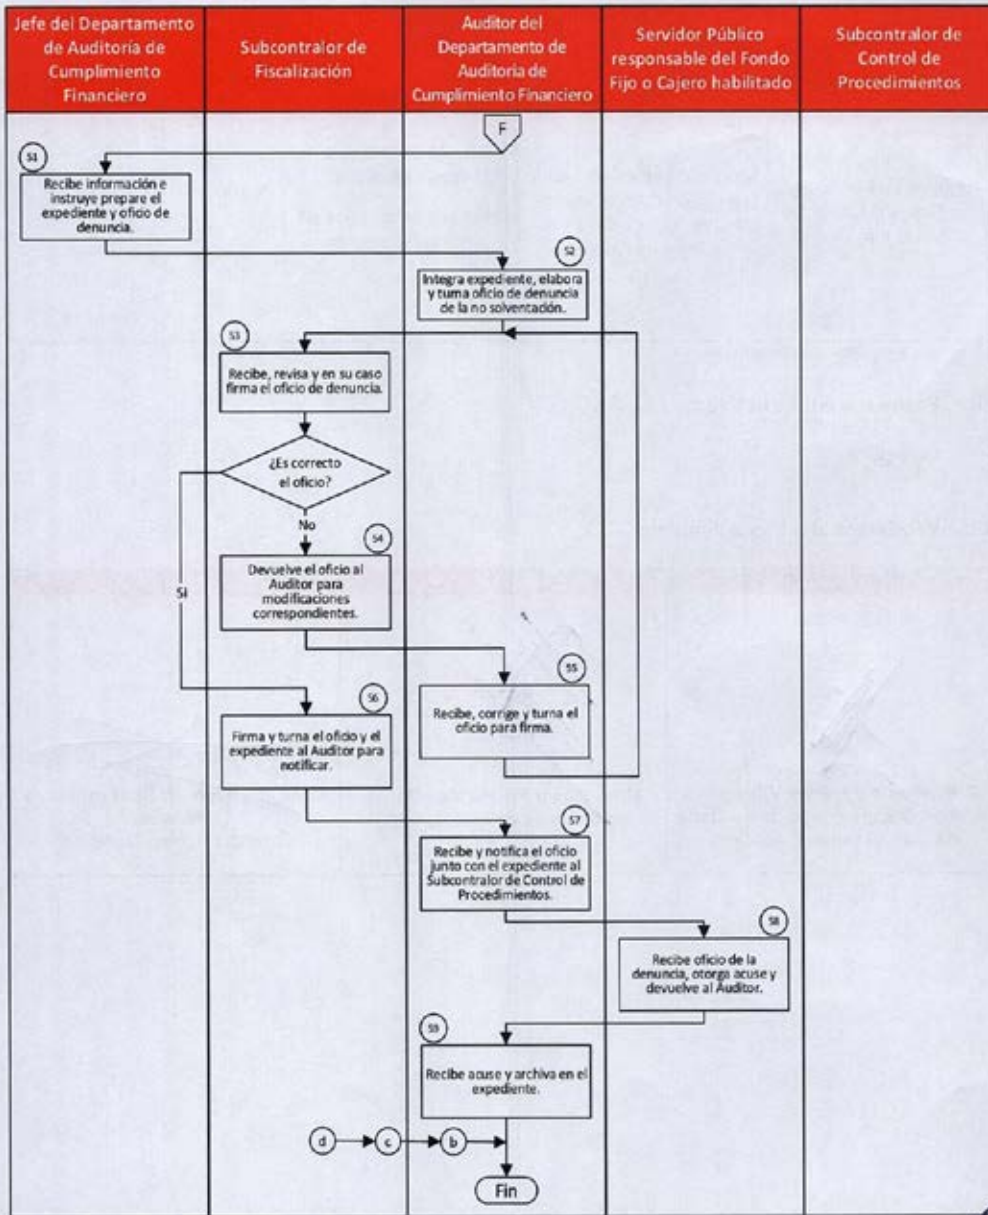 Jefe del Departamento
de Auditoría de
Cumplimiento
Financiero
Subcontralor de
Fiscalización
Auditor del
Departamento de
Auditoría de
Cumplimiento Financiero
Servidor Público
responsable del Fondo
Fijo o Cajero habilitado
Subcontralor de
Control de
Procedimientos
F
51
Recibe información e
instruye prepare el
expediente y oficio de
denuncia.
52
Integra expediente, elabora
y turna oficio de denuncia
de la no solventación.
53
Recibe, revisa y en su caso
firma el oficio de denuncia.
¿Es correcto
el oficio?
No
Si
54
Devuelve el oficio al
Auditor para
modificaciones
correspondientes.
55
Recibe, corrige y turna el
oficio para firma.
56
Firma y turna el oficio y el
expediente al Auditor para
notificar.
57
Recibe y notifica el oficio
junto con el expediente al
Subcontralor de Control de
Procedimientos.
58
Recibe oficio de la
denuncia, otorga acuse y
devuelve al Auditor.
59
Recibe acuse y archiva en el
expediente.
d
c
b
Fin